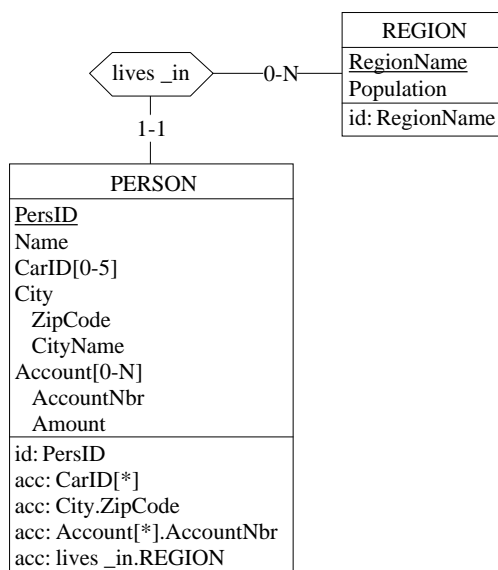 REGION
RegionName
Population
id: RegionName
lives _in
0-N
1-1
PERSON
PersID
Name
CarID[0-5]
City
ZipCode
CityName
Account[0-N]
AccountNbr
Amount
id: PersID
acc: CarID[*]
acc: City.ZipCode
acc: Account[*].AccountNbr
acc: lives _in.REGION